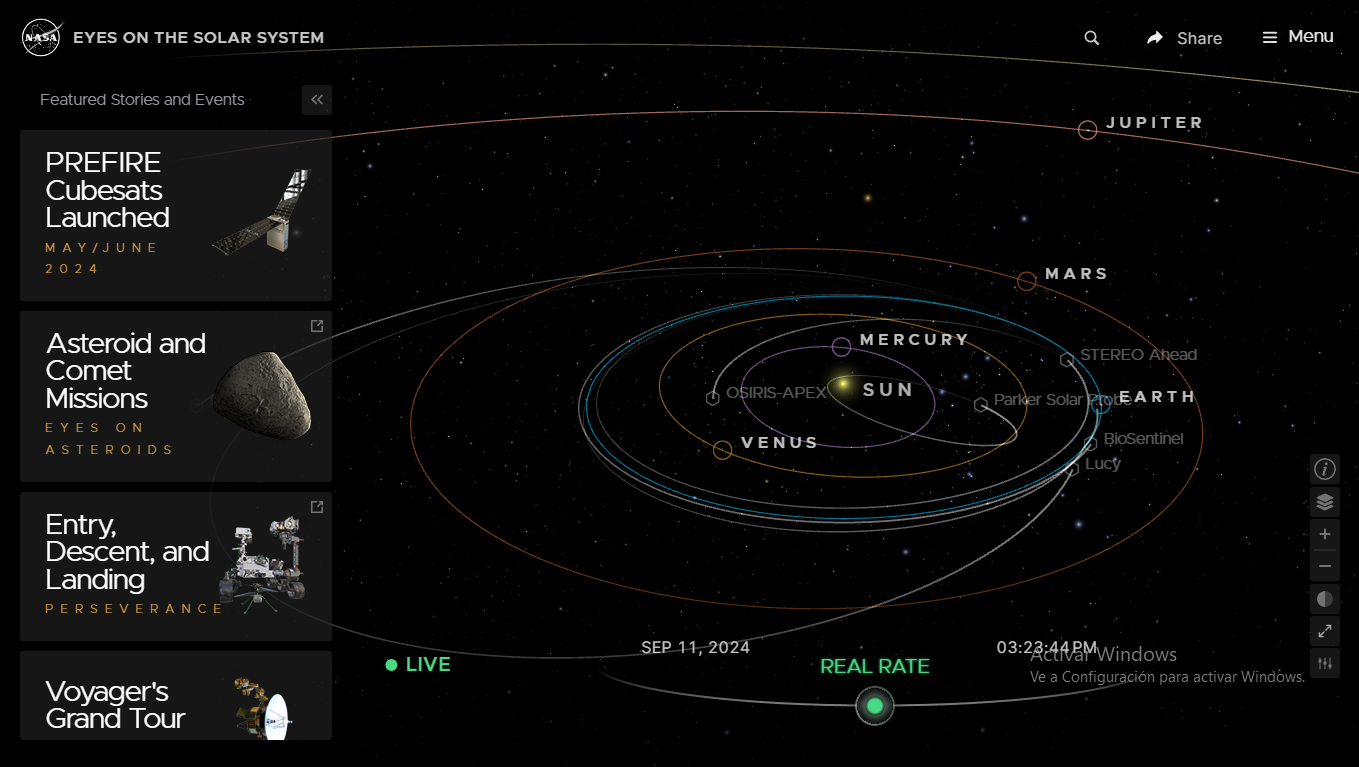 NASA
EYES ON THE SOLAR SYSTEM
Share
Menu
Featured Stories and Events
PREFIRE
Cubesats
Launched
MAY/JUNE
2024
Asteroid and
Comet
Missions
EYES ON
ASTEROIDS
Entry,
Descent, and
Landing
PERSEVERANCE
Voyager's
Grand Tour
JUPITER
MARS
MERCURY
STEREO Ahead
SUN
OSIRIS-APEX
Parker Solar Probe
EARTH
VENUS
BioSentinel
Lucy
LIVE
SEP 11, 2024
03:23:44 PM
REAL RATE
Activar Windows
Ve a Configuración para activar Windows.